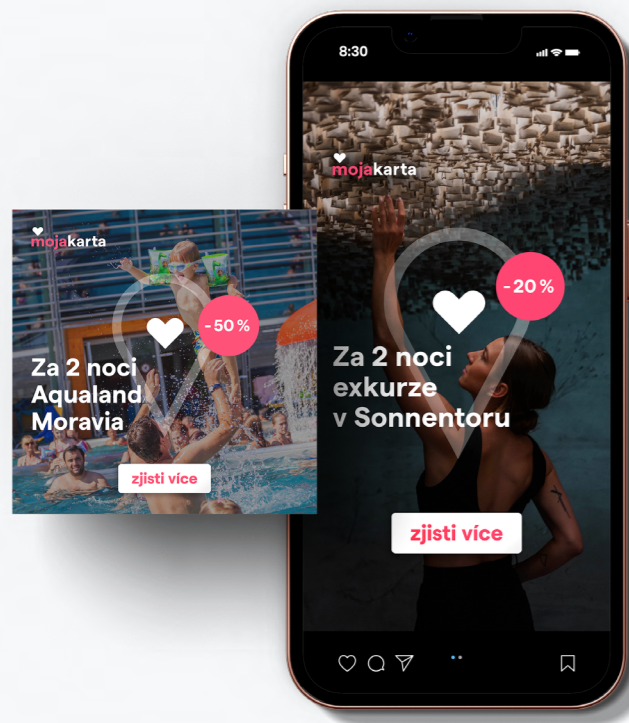 mojakarta
-50 %
Za 2 noci
Aqualand
Moravia
zjisti více
8:30
mojakarta
-20 %
Za 2 noci
exkurze
v Sonnentoru
zjisti více